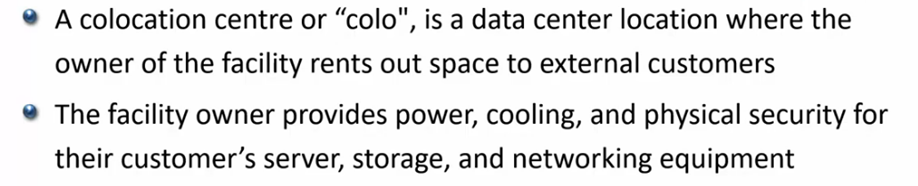 A colocation centre or “colo", is a data center location where the
owner of the facility rents out space to external customers
The facility owner provides power, cooling, and physical security for
their customer’s server, storage, and networking equipment